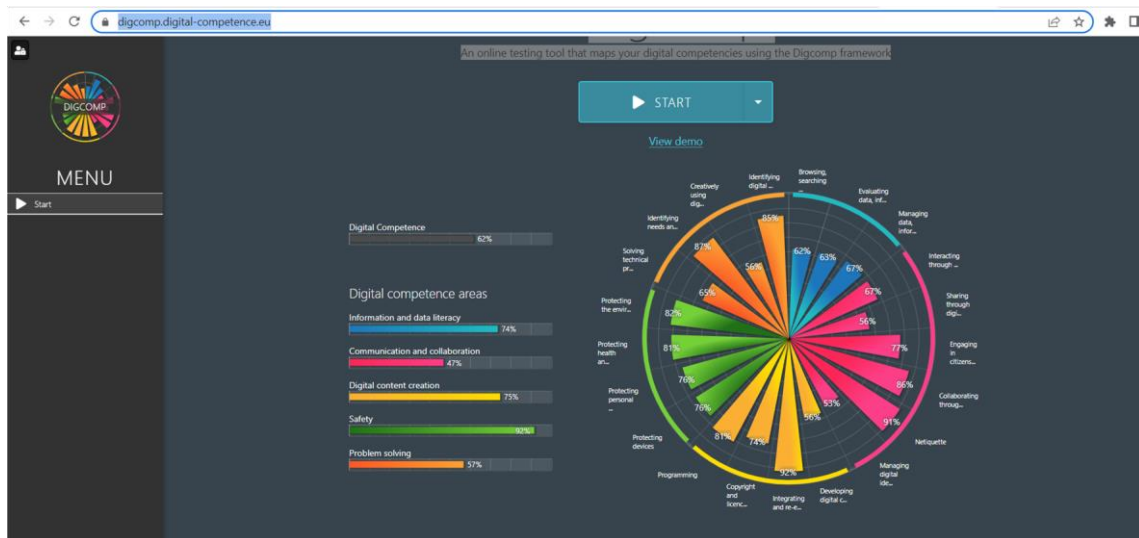 digcomp.digital-competence.eu
An online testing tool that maps your digital competencies using the Digcomp framework
DIGCOMP
START
View demo
MENU
Start
Digital Competence
62%
Digital competence areas
Information and data literacy
74%
Communication and collaboration
47%
Digital content creation
75%
Safety
92%
Problem solving
57%
Browsing,
searching
...
Evaluating
data, inf...
Managing
data,
infor...
Interacting
through ...
Sharing
through
digi...
Engaging
in
citizens...
Collaborating
throug...
Netiquette
Managing
digital
ide...
Developing
digital c...
Integrating
and re-e...
Copyright
and
licenc...
Programming
Protecting
devices
Protecting
personal
...
Protecting
health
an...
Protecting
the envir...
Solving
technical
pr...
Identifying
needs an...
Creatively
using
dig...
Identifying
digital ...
62%
63%
67%
67%
56%
77%
86%
91%
53%
56%
92%
74%
81%
76%
76%
81%
82%
65%
87%
56%
85%